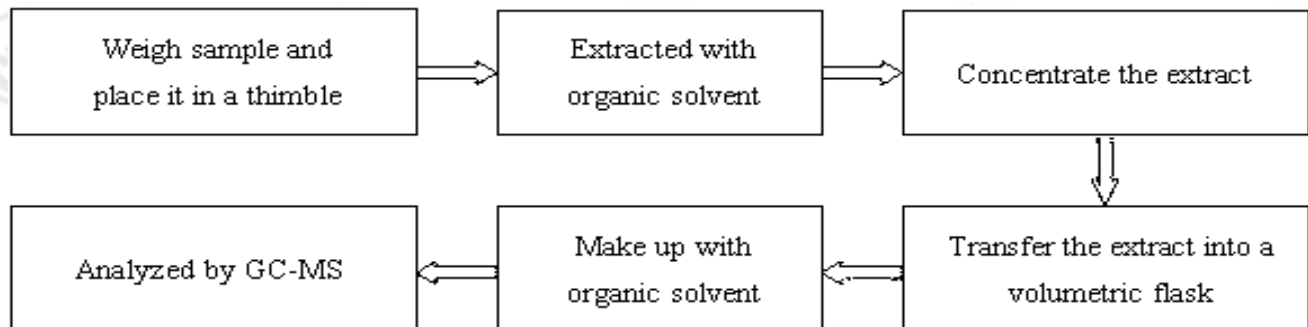 Weigh sample and
place it in a thimble
Extracted with
organic solvent
Concentrate the extract
Transfer the extract into a
volumetric flask
Make up with
organic solvent
Analyzed by GC-MS